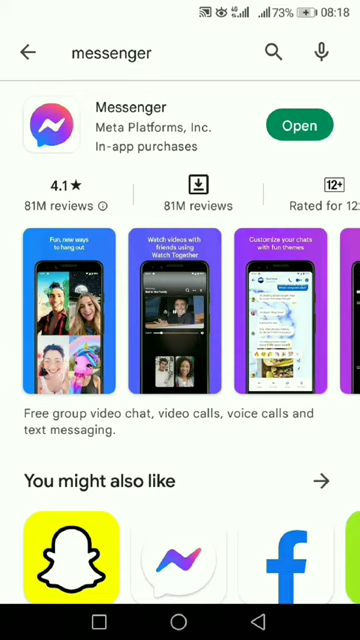 4G
73%
08:18
messenger
Messenger
Meta Platforms, Inc.
In-app purchases
Open
4.1★
81M reviews
81M reviews
12+
Rated for 12
Fun, new ways
to hang out
Watch videos with
friends using
Watch Together
Customize your chats
with fun themes
Free group video chat, video calls, voice calls and
text messaging.
You might also like